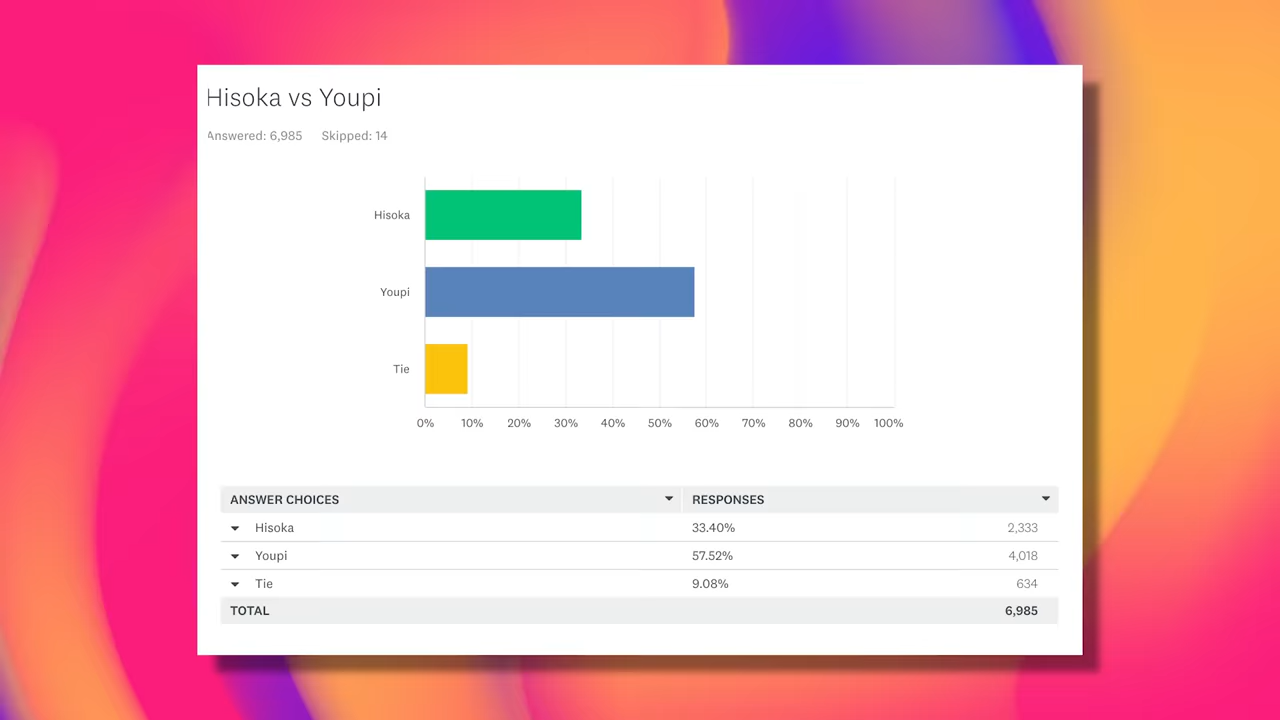 Hisoka vs Youpi
Answered: 6,985 Skipped: 14
Hisoka
Youpi
Tie
0% 10% 20% 30% 40% 50% 60% 70% 80% 90% 100%
ANSWER CHOICES RESPONSES
Hisoka 33.40% 2,333
Youpi 57.52% 4,018
Tie 9.08% 634
TOTAL 6,985